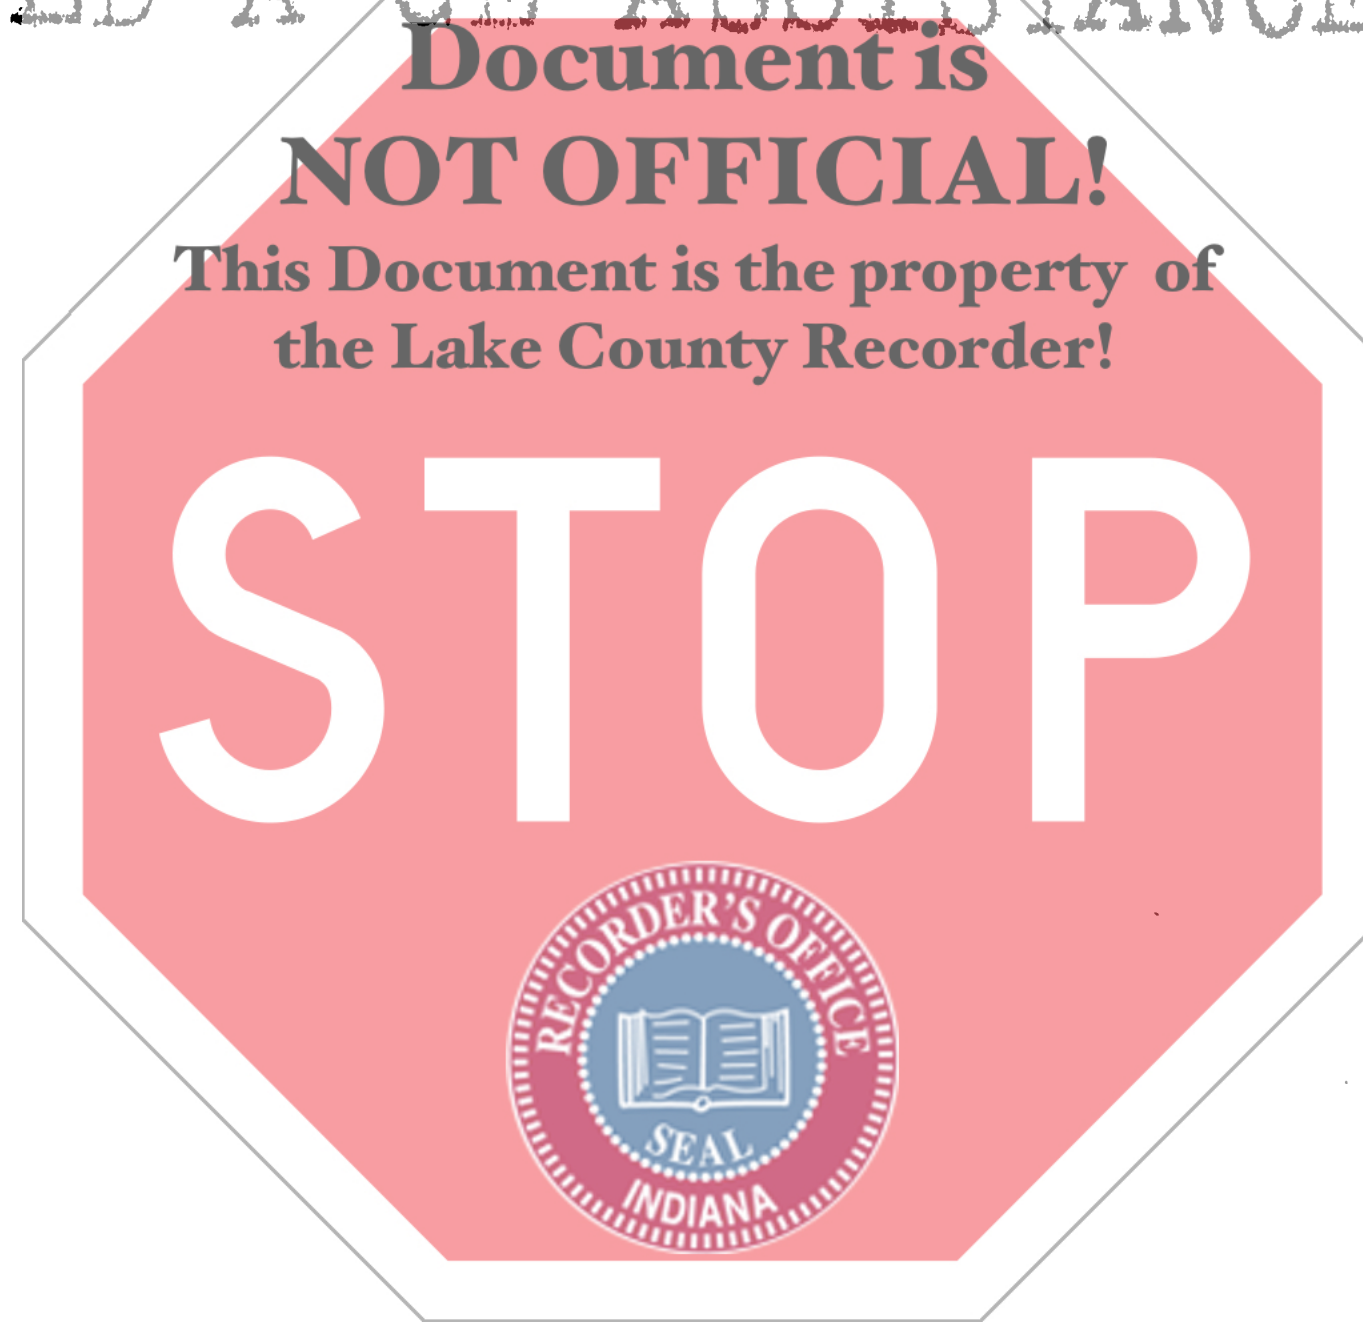 ASSISTANCE
Document is
NOT OFFICIAL!
This Document is the property of
the Lake County Recorder!
STOP
RECORDER'S OFFICE
SEAL
INDIANA